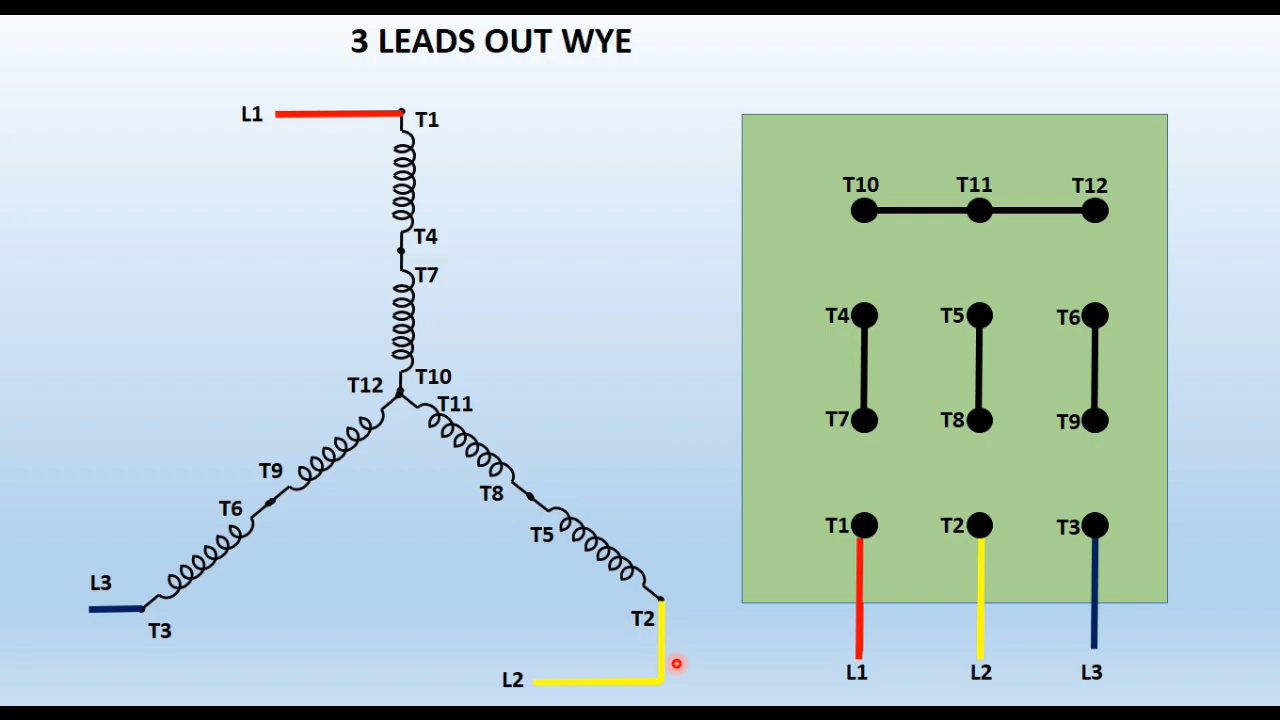 3 LEADS OUT WYE
L1
T1
T4
T7
T10
T12
T11
T9
T8
T6
T5
L3
T3
T2
L2
T10 T11 T12
T4 T5 T6
T7 T8 T9
T1 T2 T3
L1 L2 L3